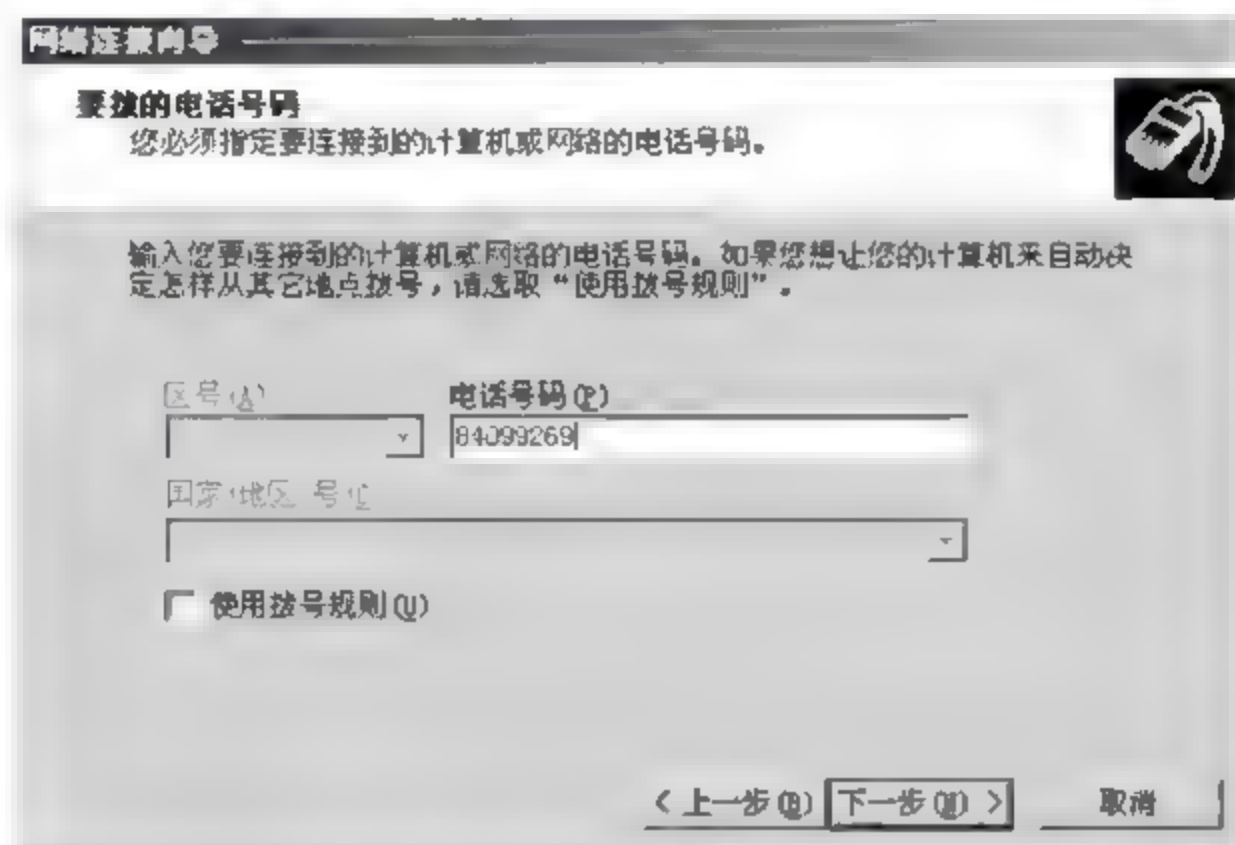 网络连接向导
要拨的电话号码
您必须指定要连接到的计算机或网络的电话号码。
输入您要连接到的计算机或网络的电话号码。如果您想让您的计算机来自动决
定怎样从其它地点拨号，请选取“使用拨号规则”。
区号(A) 电话号码(P)
84099269
国家(地区)号(C)
使用拨号规则(U)
< 上一步(B) 下一步(N) > 取消